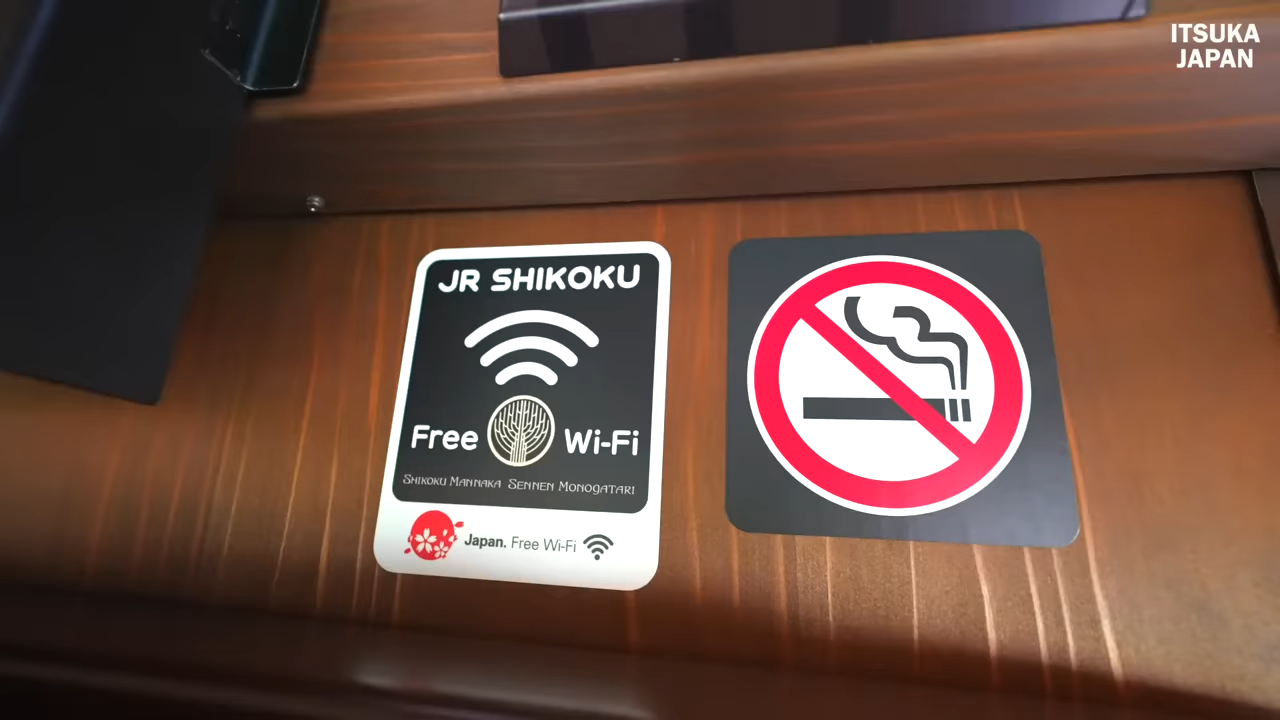 ITSUKA
JAPAN
JR SHIKOKU
Free Wi-Fi
SHIKOKU MANNAKA SENNEN MONOGATARI
Japan. Free Wi-Fi